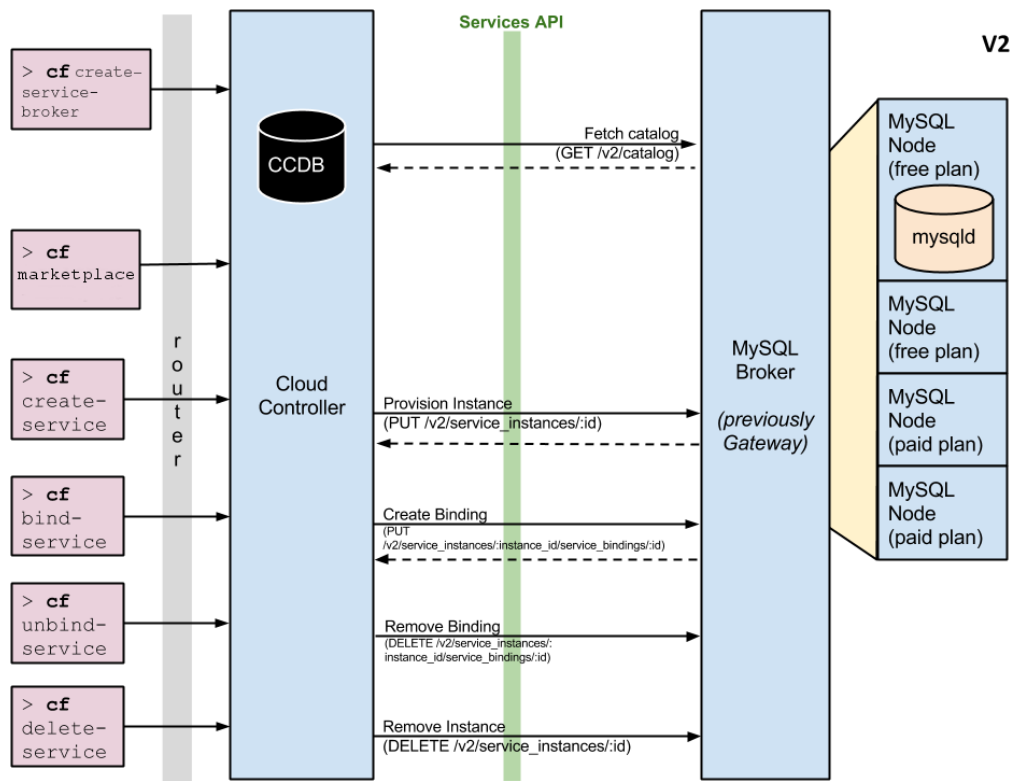 Services API
V2
> cf create-
service-
broker
CCDB
Fetch catalog
(GET /v2/catalog)
MySQL
Node
(free plan)
mysqld
> cf
marketplace
MySQL
Node
(free plan)
router
> cf
create-
service
Cloud
Controller
Provision Instance
(PUT /v2/service_instances/:id)
MySQL
Broker
(previously
Gateway)
MySQL
Node
(paid plan)
> cf
bind-
service
Create Binding
(PUT
/v2/service_instances/:instance_id/service_bindings/:id)
MySQL
Node
(paid plan)
> cf
unbind-
service
Remove Binding
(DELETE /v2/service_instances/:
instance_id/service_bindings/:id)
> cf
delete-
service
Remove Instance
(DELETE /v2/service_instances/:id)